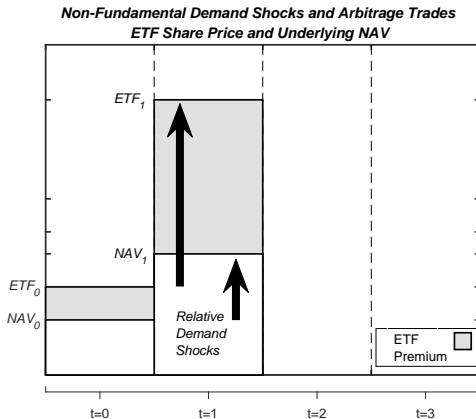 Non-Fundamental Demand Shocks and Arbitrage Trades
ETF Share Price and Underlying NAV
ETF1
NAV1
ETF0
NAV0
Relative
Demand
Shocks
ETF
Premium
t=0
t=1
t=2
t=3